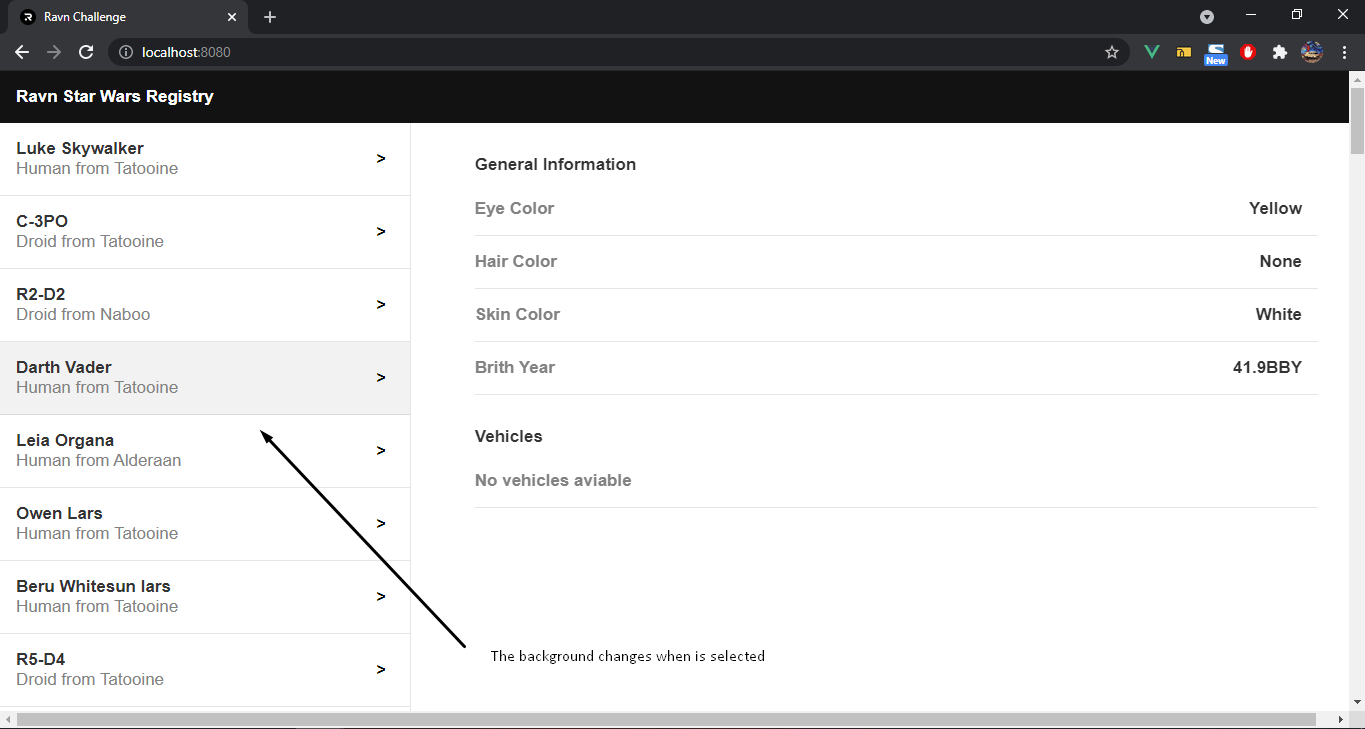 Ravn Challenge
localhost:8080
New
Ravn Star Wars Registry
Luke Skywalker
Human from Tatooine
>
C-3PO
Droid from Tatooine
>
R2-D2
Droid from Naboo
>
Darth Vader
Human from Tatooine
>
Leia Organa
Human from Alderaan
>
Owen Lars
Human from Tatooine
>
Beru Whitesun lars
Human from Tatooine
>
R5-D4
Droid from Tatooine
>
General Information
Eye Color Yellow
Hair Color None
Skin Color White
Brith Year 41.9BBY
Vehicles
No vehicles aviable
The background changes when is selected